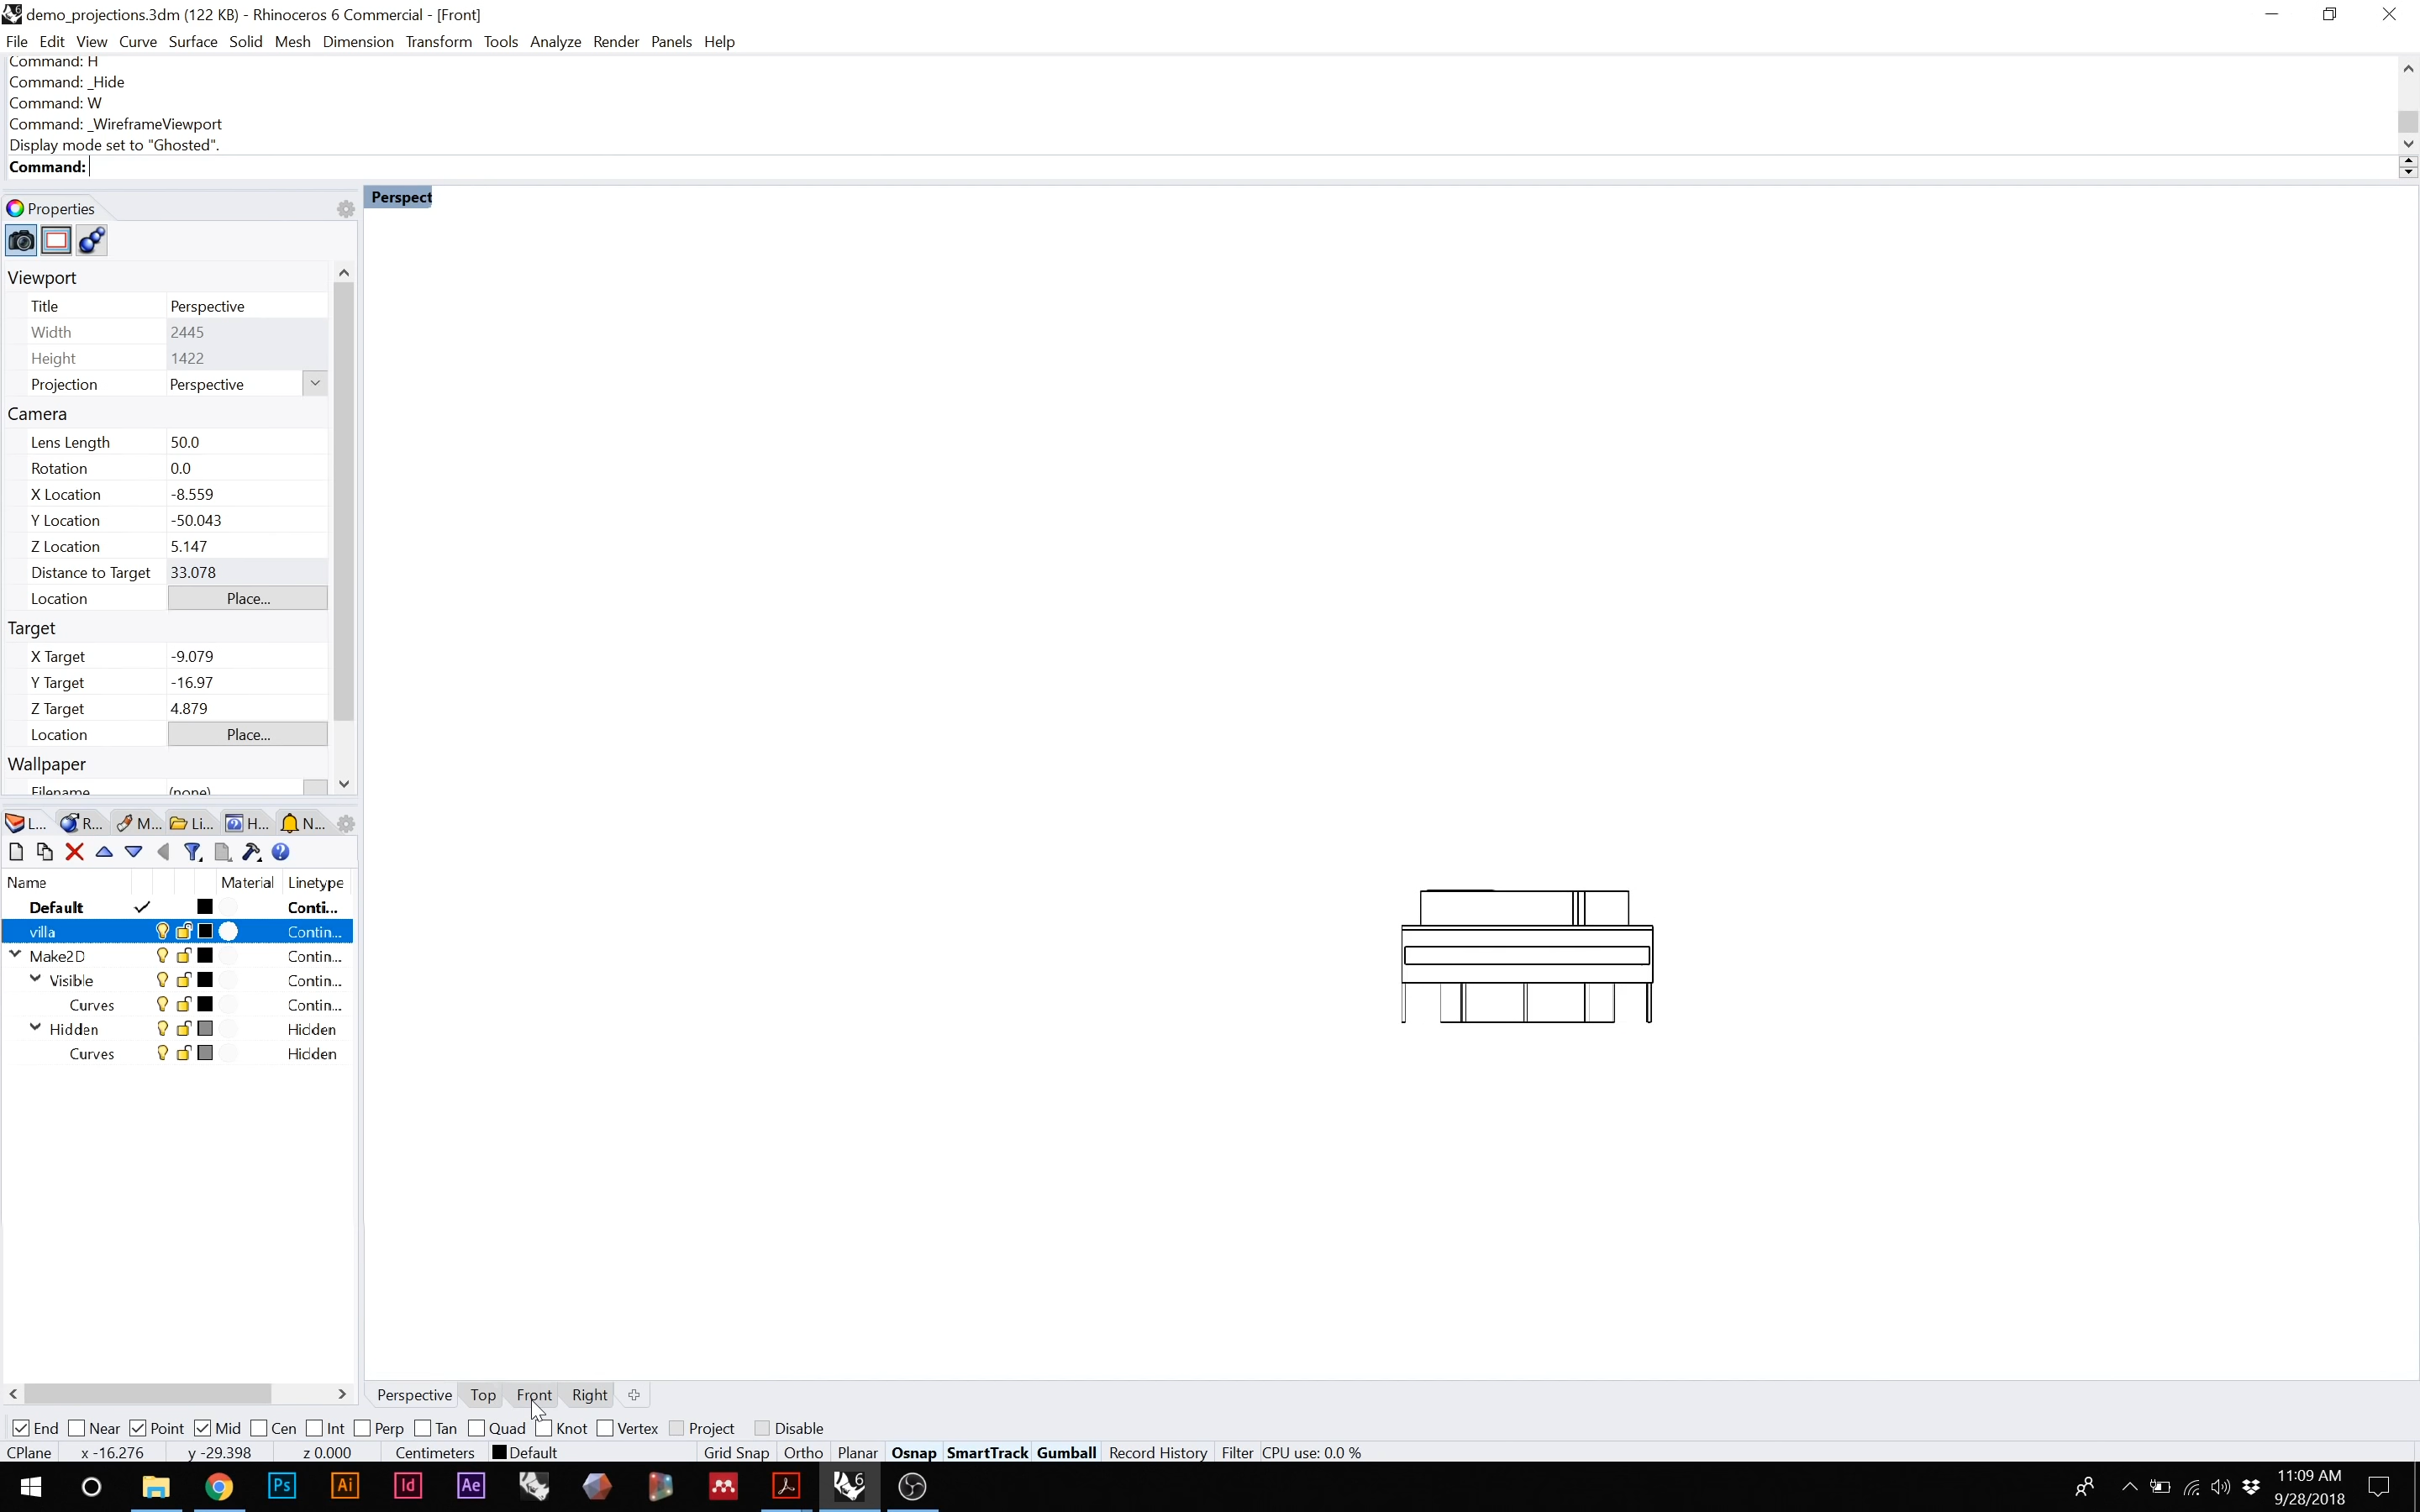 demo_projections.3dm (122 KB) - Rhinoceros 6 Commercial - [Front]
File Edit View Curve Surface Solid Mesh Dimension Transform Tools Analyze Render Panels Help
Command: H
Command: _Hide
Command: W
Command: _WireframeViewport
Display mode set to "Ghosted".
Command:
Properties
Perspect
Viewport
Title Perspective
Width 2445
Height 1422
Projection Perspective
Camera
Lens Length 50.0
Rotation 0.0
X Location -8.559
Y Location -50.043
Z Location 5.147
Distance to Target 33.078
Location Place...
Target
X Target -9.079
Y Target -16.97
Z Target 4.879
Location Place...
Wallpaper
Filename (none)
L... R... M... Li... H... N...
Name Material Linetype
Default Conti...
villa Contin...
Make2D Contin...
Visible Contin...
Curves Contin...
Hidden Hidden
Curves Hidden
Perspective Top Front Right
End Near Point Mid Cen Int Perp Tan Quad Knot Vertex Project Disable
CPlane x -16.276 y -29.398 z 0.000 Centimeters Default Grid Snap Ortho Planar Osnap SmartTrack Gumball Record History Filter CPU use: 0.0 %
Ps Ai Id Ae 6
11:09 AM
9/28/2018